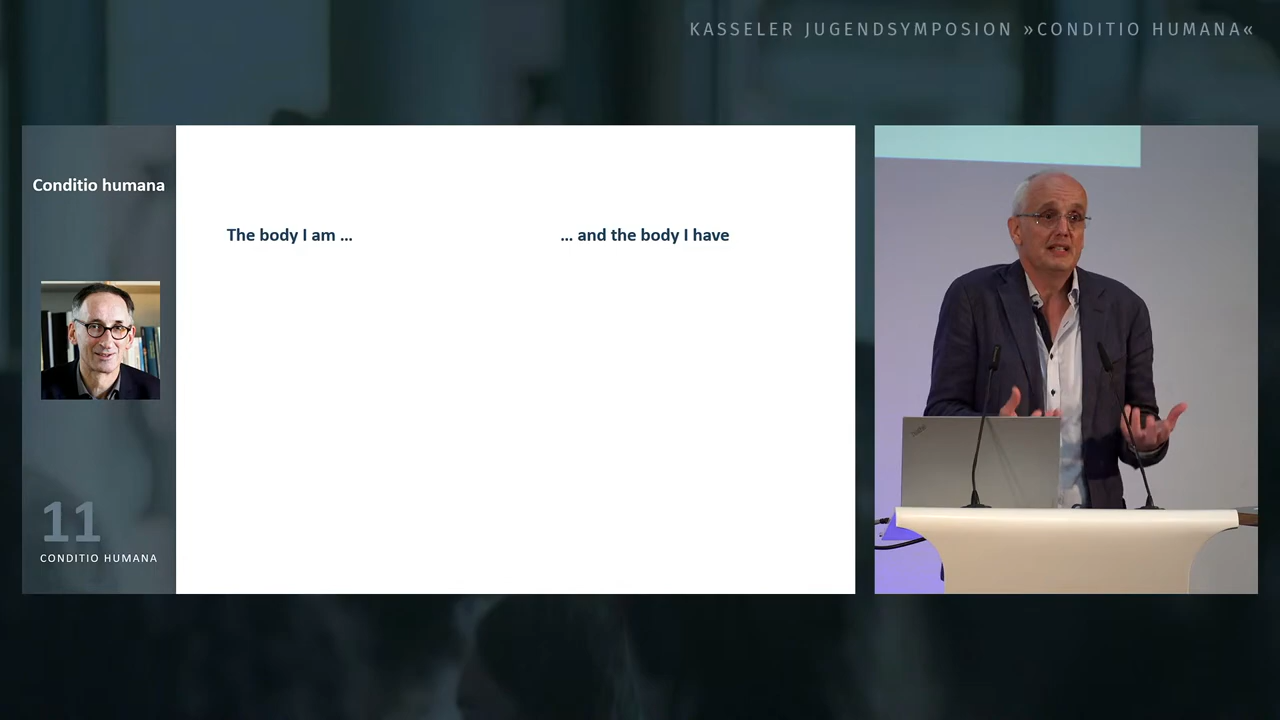 KASSELER JUGENDSYMPOSION »CONDITIO HUMANA«
Conditio humana
The body I am ...
... and the body I have
11
CONDITIO HUMANA